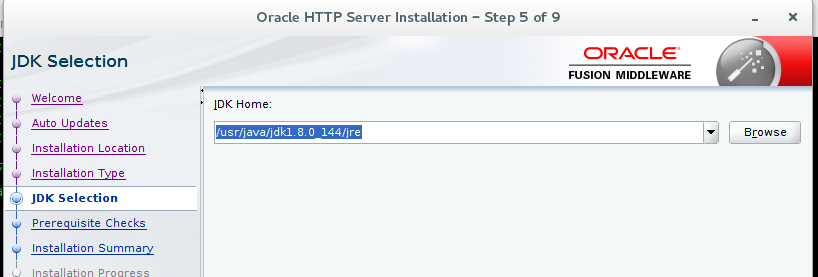 Oracle HTTP Server Installation – Step 5 of 9
JDK Selection
ORACLE
FUSION MIDDLEWARE
Welcome
Auto Updates
Installation Location
Installation Type
JDK Selection
Prerequisite Checks
Installation Summary
Installation Progress
JDK Home:
/usr/java/jdk1.8.0_144/jre
Browse